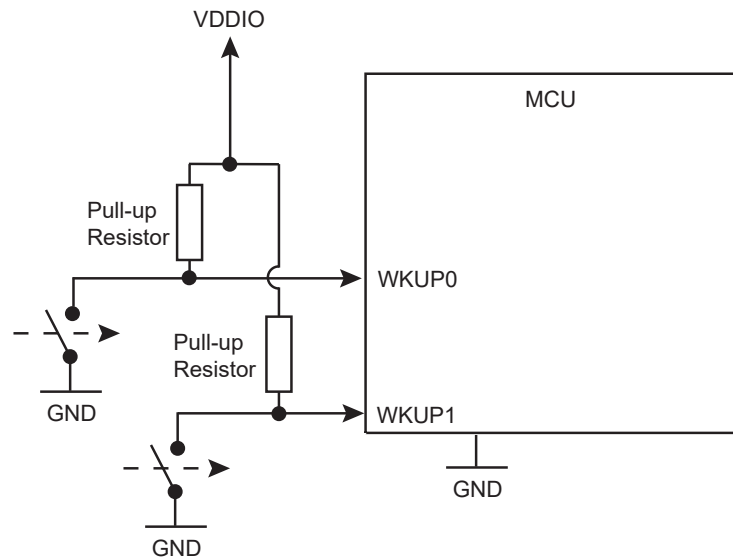 VDDIO
MCU
Pull-up
Resistor
WKUP0
Pull-up
Resistor
GND
WKUP1
GND
GND